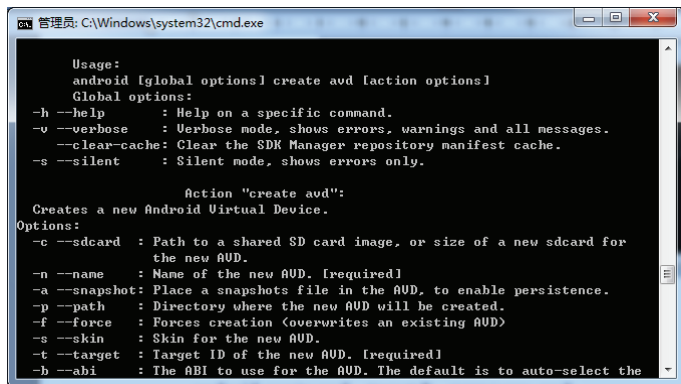 管理员: C:\Windows\system32\cmd.exe
Usage:
android [global options] create avd [action options]
Global options:
-h --help : Help on a specific command.
-v --verbose : Verbose mode, shows errors, warnings and all messages.
--clear-cache: Clear the SDK Manager repository manifest cache.
-s --silent : Silent mode, shows errors only.
Action "create avd":
Creates a new Android Virtual Device.
Options:
-c --sdcard : Path to a shared SD card image, or size of a new sdcard for
the new AVD.
-n --name : Name of the new AVD. [required]
-a --snapshot: Place a snapshots file in the AVD, to enable persistence.
-p --path : Directory where the new AVD will be created.
-f --force : Forces creation (overwrites an existing AVD)
-s --skin : Skin for the new AVD.
-t --target : Target ID of the new AVD. [required]
-b --abi : The ABI to use for the AVD. The default is to auto-select the